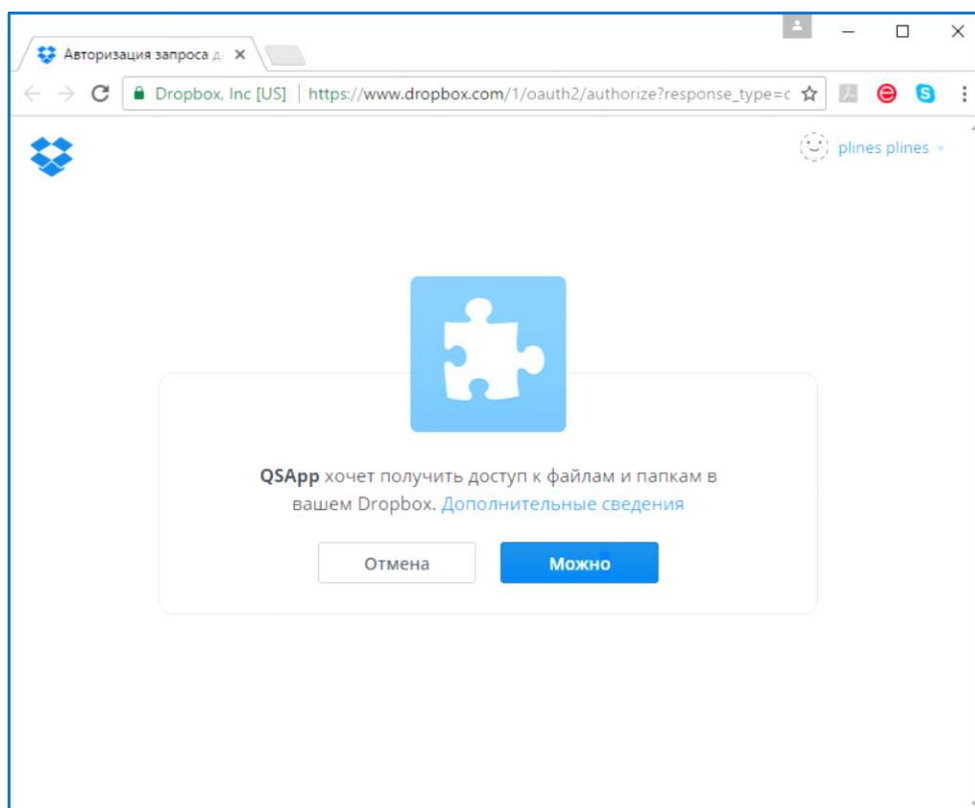 Авторизация запроса д
Dropbox, Inc [US] | https://www.dropbox.com/1/oauth2/authorize?response_type=c
plines plines
QSApp хочет получить доступ к файлам и папкам в
вашем Dropbox. Дополнительные сведения
Отмена
Можно